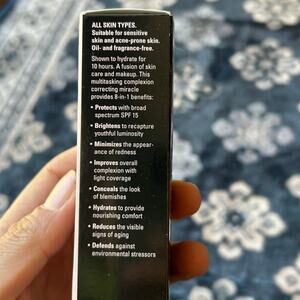 ALL SKIN TYPES.
Suitable for sensitive
skin and acne-prone skin.
Oil- and fragrance-free.
Shown to hydrate for
10 hours. A fusion of skin
care and makeup. This
multitasking complexion
correcting miracle
provides 8-in-1 benefits:
• Protects with broad
spectrum SPF 15
• Brightens to recapture
youthful luminosity
• Minimizes the appear-
ance of redness
• Improves overall
complexion with
light coverage
• Conceals the look
of blemishes
• Hydrates to provide
nourishing comfort
• Reduces the visible
signs of aging
• Defends against
environmental stressors